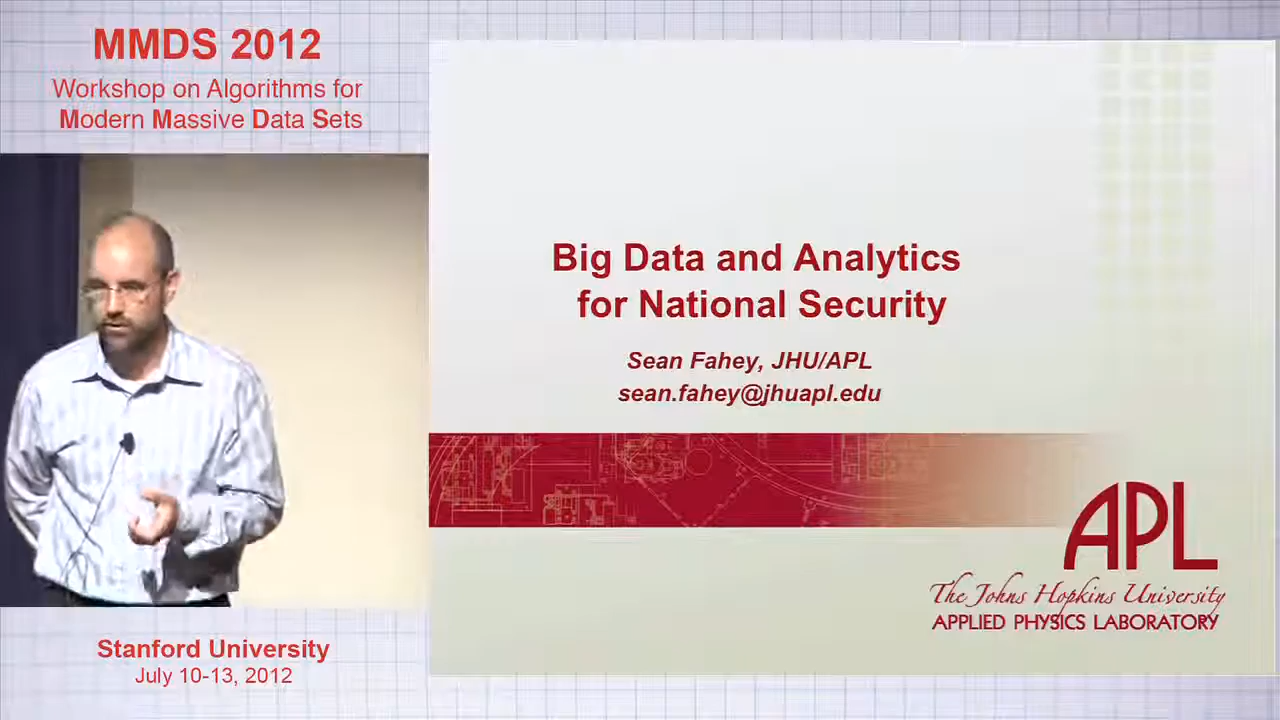 MMDS 2012
Workshop on Algorithms for
Modern Massive Data Sets
Big Data and Analytics
for National Security
Sean Fahey, JHU/APL
sean.fahey@jhuapl.edu
APL
The Johns Hopkins University
APPLIED PHYSICS LABORATORY
Stanford University
July 10-13, 2012